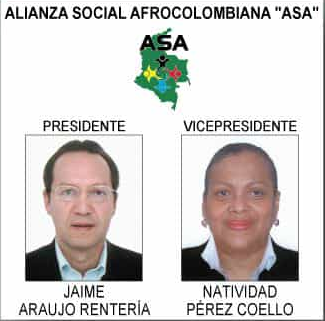 ALIANZA SOCIAL AFROCOLOMBIANA "ASA"
ASA
PRESIDENTE
VICEPRESIDENTE
JAIME
ARAUJO RENTERÍA
NATIVIDAD
PÉREZ COELLO